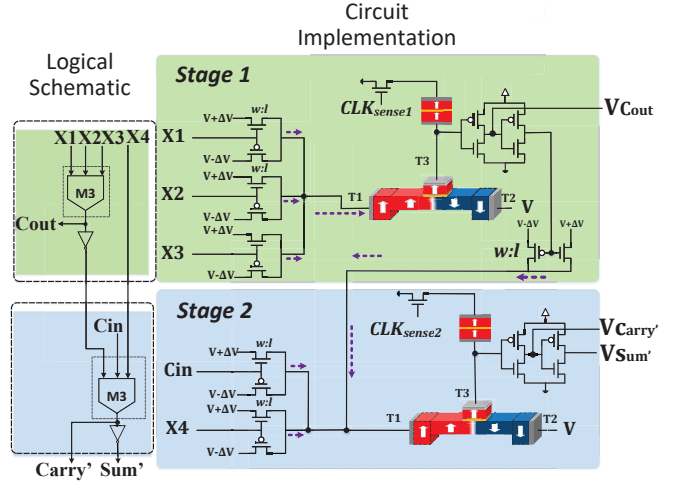 Circuit
Implementation
Logical
Schematic
Stage 1
X1X2X3X4
M3
Cout
V+ΔV
w:l
X1
V-ΔV
V+ΔV
X2
V-ΔV
V+ΔV
X3
V-ΔV
CLKsense1
VCout
T3
T1
T2
V
V-ΔV
V+ΔV
w:l
Stage 2
Cin
M3
Carry'
Sum'
w:l
V+ΔV
Cin
V-ΔV
w:l
V+ΔV
X4
V-ΔV
CLKsense2
VCarry'
VSum'
T3
T1
T2
V